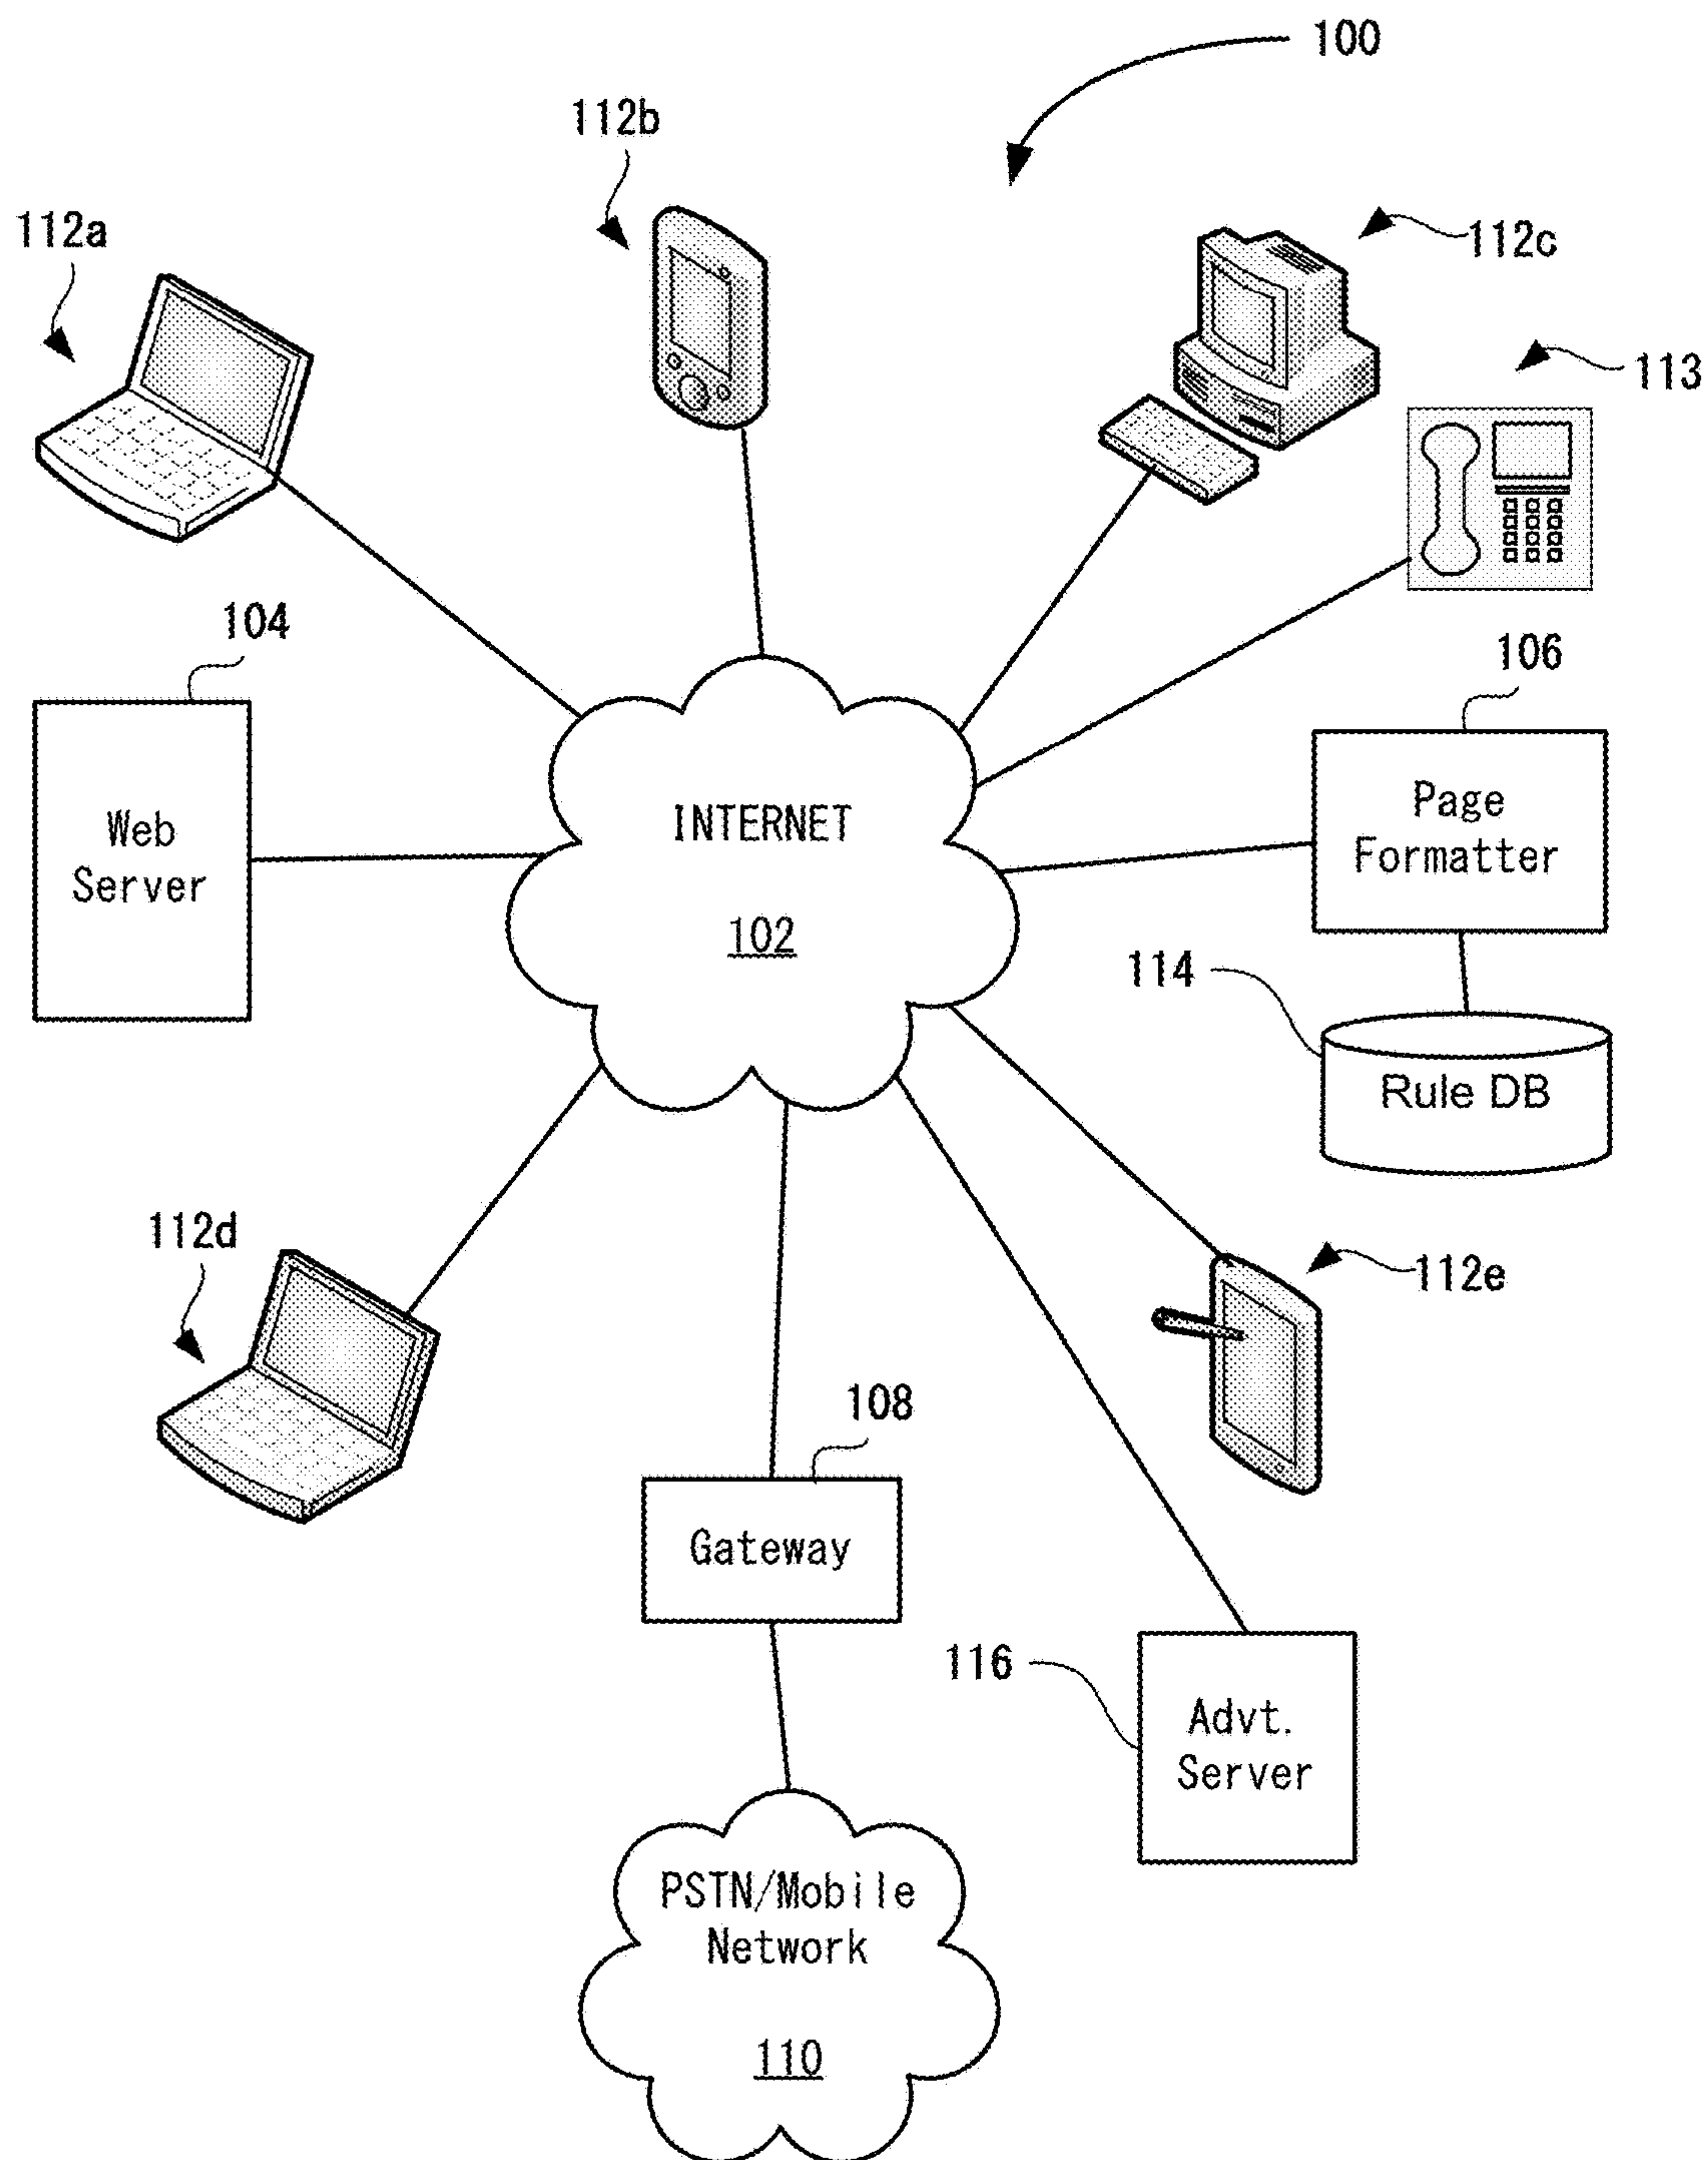 100
112b
112a
112c
113
104
106
Web
Server
INTERNET
102
Page
Formatter
114
Rule DB
112d
112e
108
Gateway
116
Advt.
Server
PSTN/Mobile
Network
110